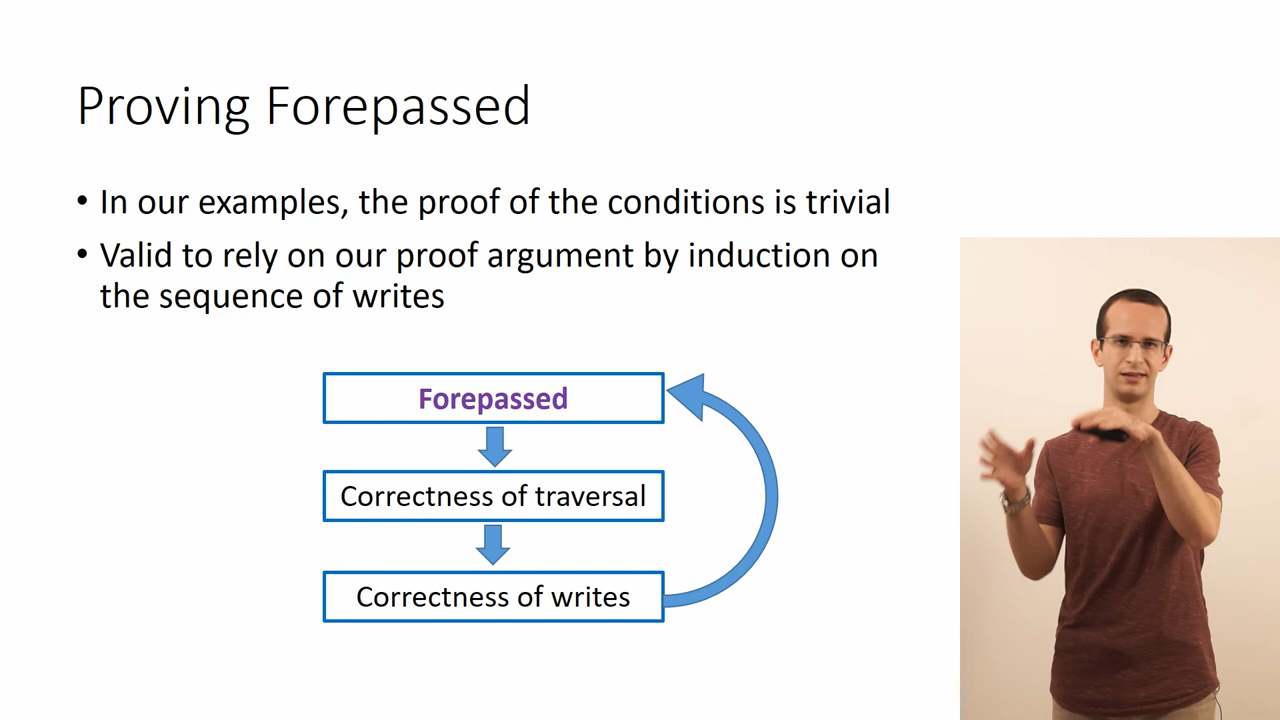 Proving Forepassed
• In our examples, the proof of the conditions is trivial
• Valid to rely on our proof argument by induction on
the sequence of writes
Forepassed
Correctness of traversal
Correctness of writes